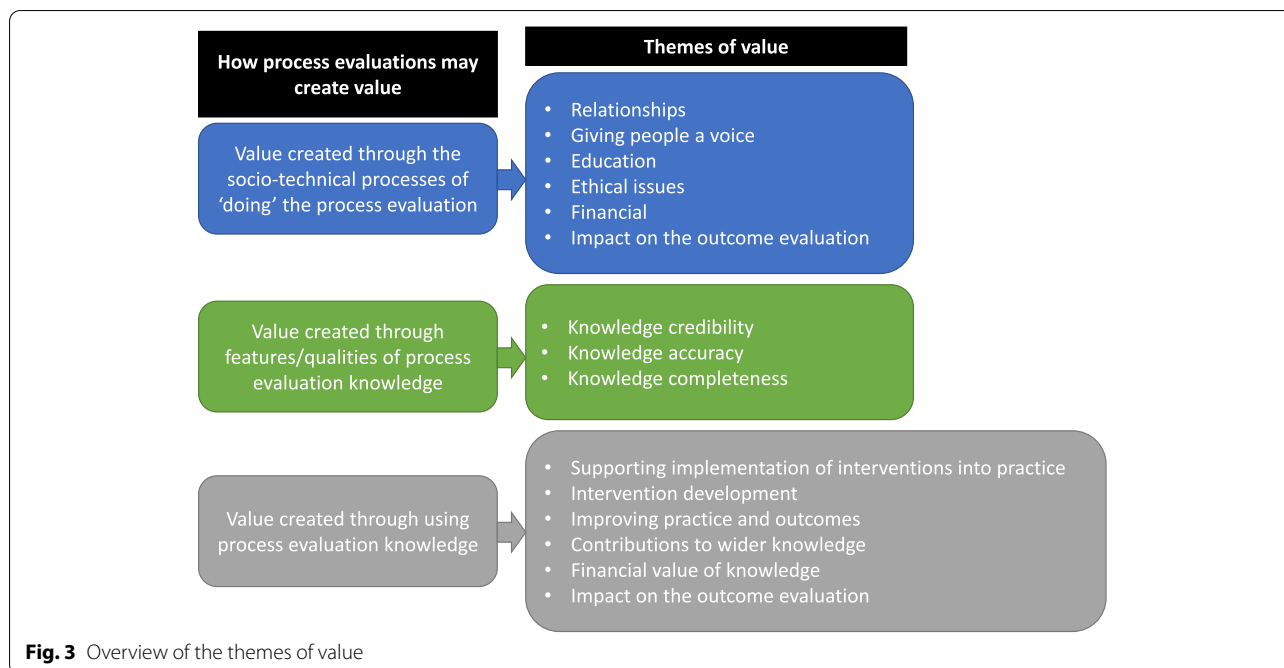 How process evaluations may
create value
Themes of value
Value created through the
socio-technical processes of
‘doing’ the process evaluation
• Relationships
• Giving people a voice
• Education
• Ethical issues
• Financial
• Impact on the outcome evaluation
Value created through
features/qualities of process
evaluation knowledge
• Knowledge credibility
• Knowledge accuracy
• Knowledge completeness
Value created through using
process evaluation knowledge
• Supporting implementation of interventions into practice
• Intervention development
• Improving practice and outcomes
• Contributions to wider knowledge
• Financial value of knowledge
• Impact on the outcome evaluation
Fig. 3 Overview of the themes of value